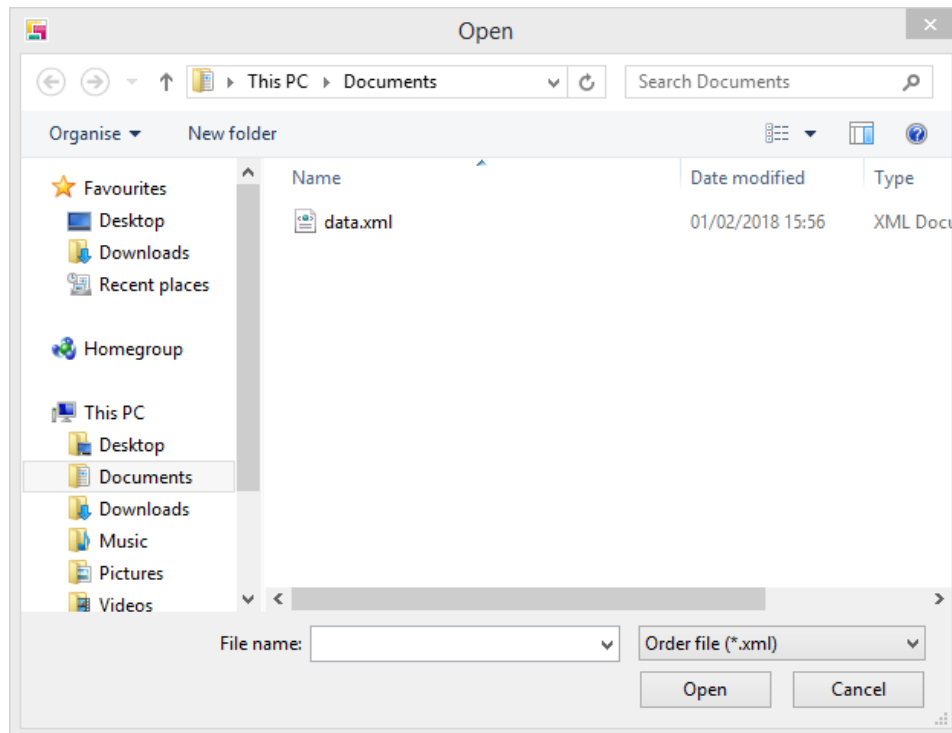 Open
This PC Documents
Search Documents
Organise New folder
Name Date modified Type
Favourites
Desktop
Downloads
Recent places
Homegroup
This PC
Desktop
Documents
Downloads
Music
Pictures
Videos
data.xml 01/02/2018 15:56 XML Docu
File name: Order file (*.xml)
Open Cancel